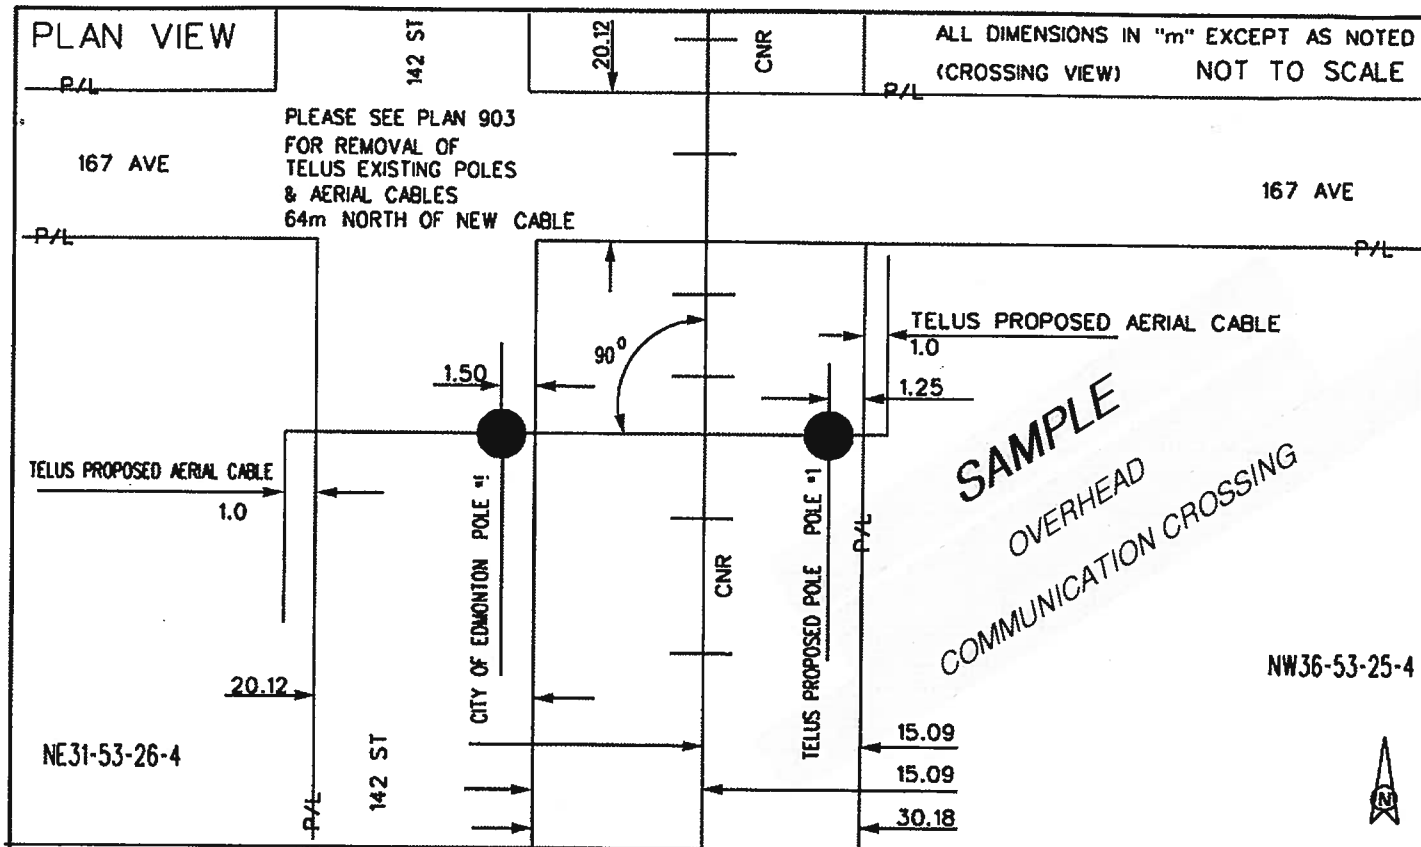 PLAN VIEW
142 ST
20.12
CNR
ALL DIMENSIONS IN "m" EXCEPT AS NOTED
(CROSSING VIEW) NOT TO SCALE
P/L
P/L
PLEASE SEE PLAN 903
FOR REMOVAL OF
TELUS EXISTING POLES
& AERIAL CABLES
64m NORTH OF NEW CABLE
167 AVE
167 AVE
P/L
P/L
TELUS PROPOSED AERIAL CABLE
1.0
90°
1.50
1.25
SAMPLE
OVERHEAD
COMMUNICATION CROSSING
TELUS PROPOSED AERIAL CABLE
1.0
CITY OF EDMONTON POLE #1
TELUS PROPOSED POLE POLE #1
P/L
CNR
NW36-53-25-4
20.12
NE31-53-26-4
142 ST
P/L
15.09
15.09
30.18
N